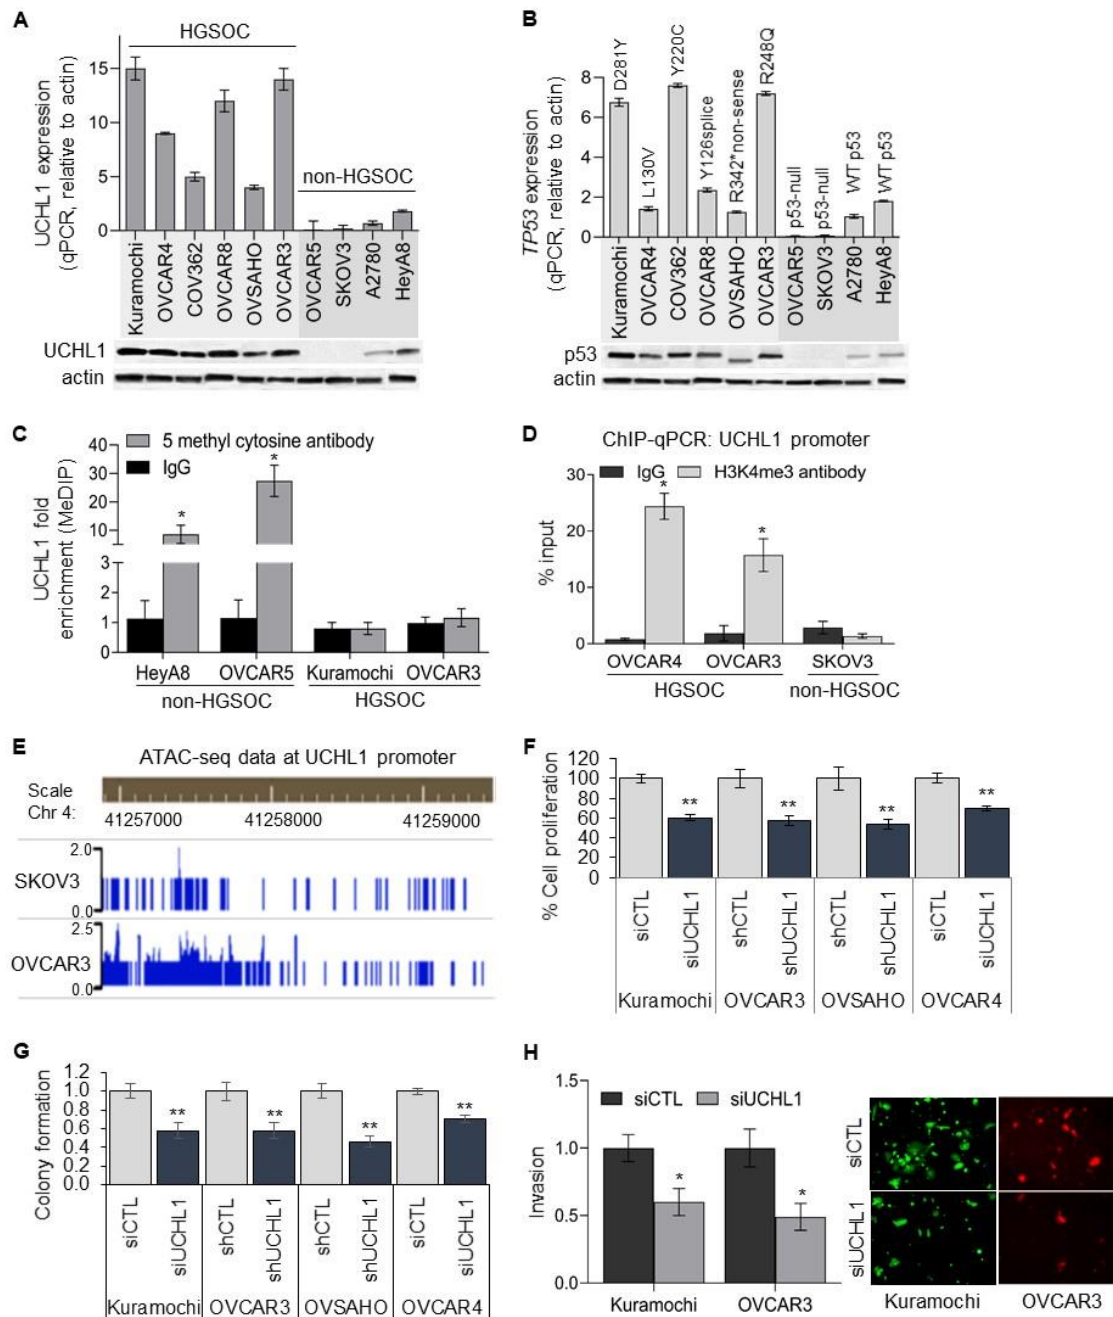 A
HGSOC
UCHL1 expression
(qPCR, relative to actin)
15
10
5
0
non-HGSOC
Kuramochi
OVCAR4
COV362
OVCAR8
OVSAHO
OVCAR3
OVCAR5
SKOV3
A2780
HeyA8
UCHL1
actin
B
TP53 expression
(qPCR, relative to actin)
8
6
4
2
0
D281Y
L130V
Y220C
Y126splice
R342*non-sense
R248Q
p53-null
p53-null
WT p53
WT p53
Kuramochi
OVCAR4
COV362
OVCAR8
OVSAHO
OVCAR3
OVCAR5
SKOV3
A2780
HeyA8
p53
actin
C
5 methyl cytosine antibody
IgG
UCHL1 fold
enrichment (MeDIP)
40
30
20
10
3
2
1
0
*
*
HeyA8
OVCAR5
Kuramochi
OVCAR3
non-HGSOC
HGSOC
D
ChIP-qPCR: UCHL1 promoter
IgG
H3K4me3 antibody
% input
30
20
10
0
*
*
OVCAR4
OVCAR3
SKOV3
HGSOC
non-HGSOC
E
ATAC-seq data at UCHL1 promoter
Scale
Chr 4:
41257000
41258000
41259000
2.0
SKOV3
0.0
2.5
OVCAR3
0.0
F
% Cell proliferation
120
100
80
60
40
20
0
**
**
**
**
siCTL
siUCHL1
shCTL
shUCHL1
shCTL
shUCHL1
siCTL
siUCHL1
Kuramochi
OVCAR3
OVSAHO
OVCAR4
G
Colony formation
1.2
1.0
0.8
0.6
0.4
0.2
0.0
**
**
**
**
siCTL
siUCHL1
shCTL
shUCHL1
shCTL
shUCHL1
siCTL
siUCHL1
Kuramochi
OVCAR3
OVSAHO
OVCAR4
H
siCTL
siUCHL1
Invasion
1.5
1.0
0.5
0.0
*
*
Kuramochi
OVCAR3
siCTL
siUCHL1
Kuramochi
OVCAR3